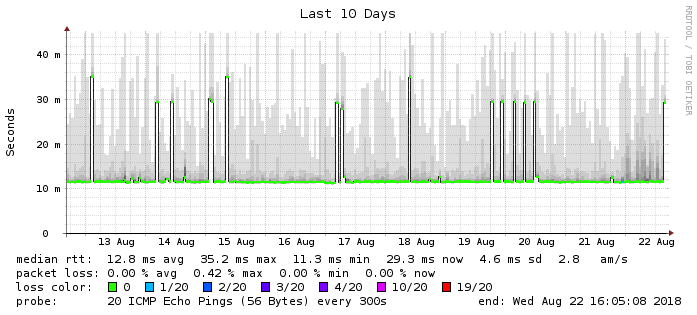 Last 10 Days
RRDTOOL / TOBI OETIKER
Seconds
40 m
30 m
20 m
10 m
0
13 Aug 14 Aug 15 Aug 16 Aug 17 Aug 18 Aug 19 Aug 20 Aug 21 Aug 22 Aug
median rtt: 12.8 ms avg 35.2 ms max 11.3 ms min 29.3 ms now 4.6 ms sd 2.8 am/s
packet loss: 0.00 % avg 0.42 % max 0.00 % min 0.00 % now
loss color: 0 1/20 2/20 3/20 4/20 10/20 19/20
probe: 20 ICMP Echo Pings (56 Bytes) every 300s end: Wed Aug 22 16:05:08 2018